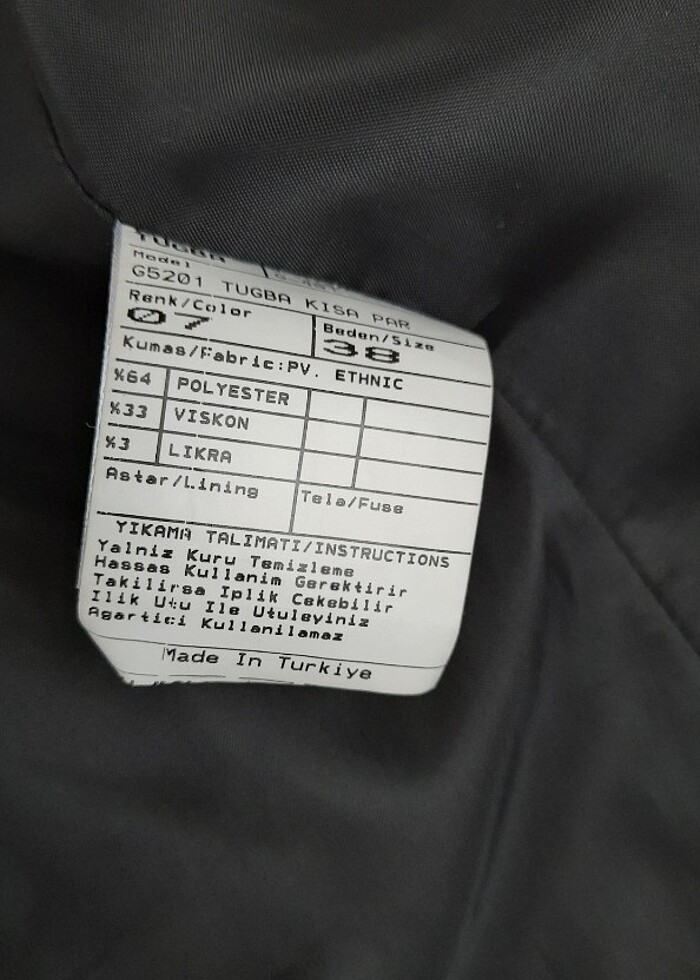 TUGBA
Model
G5201 TUGBA KISA PAR
Renk/Color Beden/Size
07 38
Kumas/Fabric:PV. ETHNIC
%64 POLYESTER
%33 VISKON
%3 LIKRA
Astar/Lining Tela/Fuse
YIKAMA TALIMATI/INSTRUCTIONS
Yalniz Kuru Temizleme
Hassas Kullanim Gerektirir
Takilirsa Iplik Cekebilir
Ilik Utu Ile Utuleyiniz
Agartici Kullanilamaz
Made In Turkiye